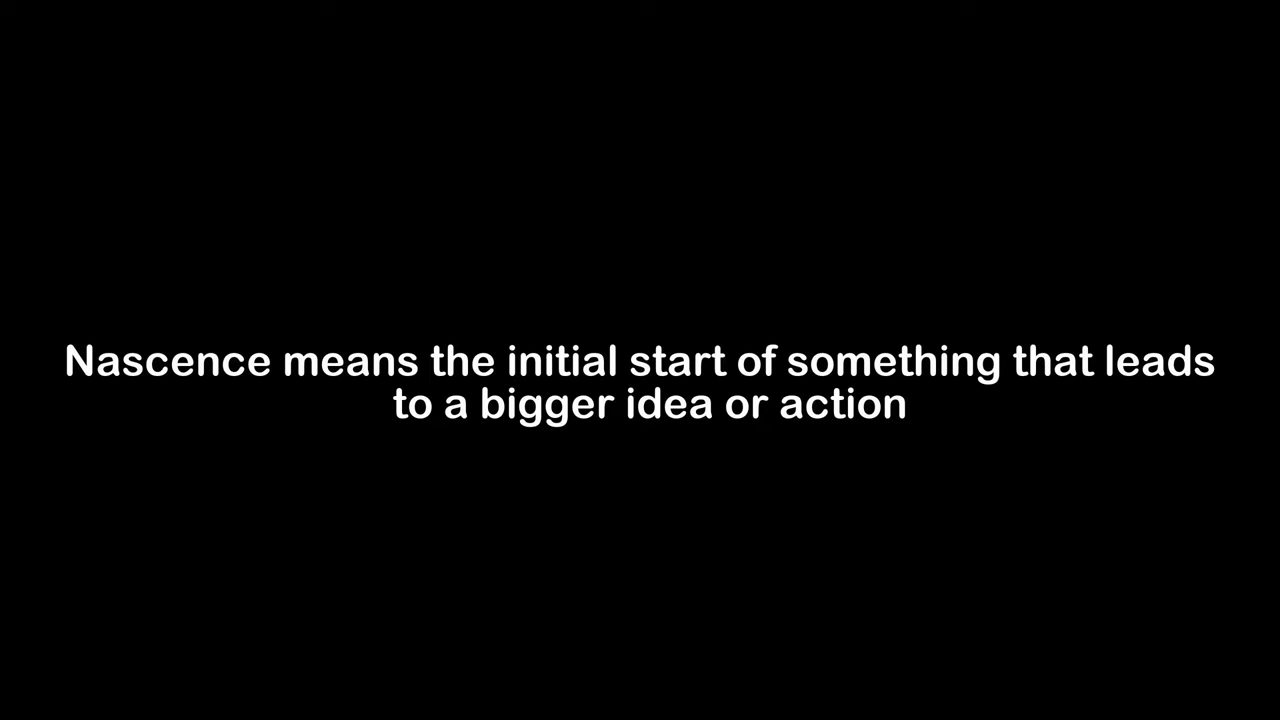 Nascence means the initial start of something that leads
to a bigger idea or action